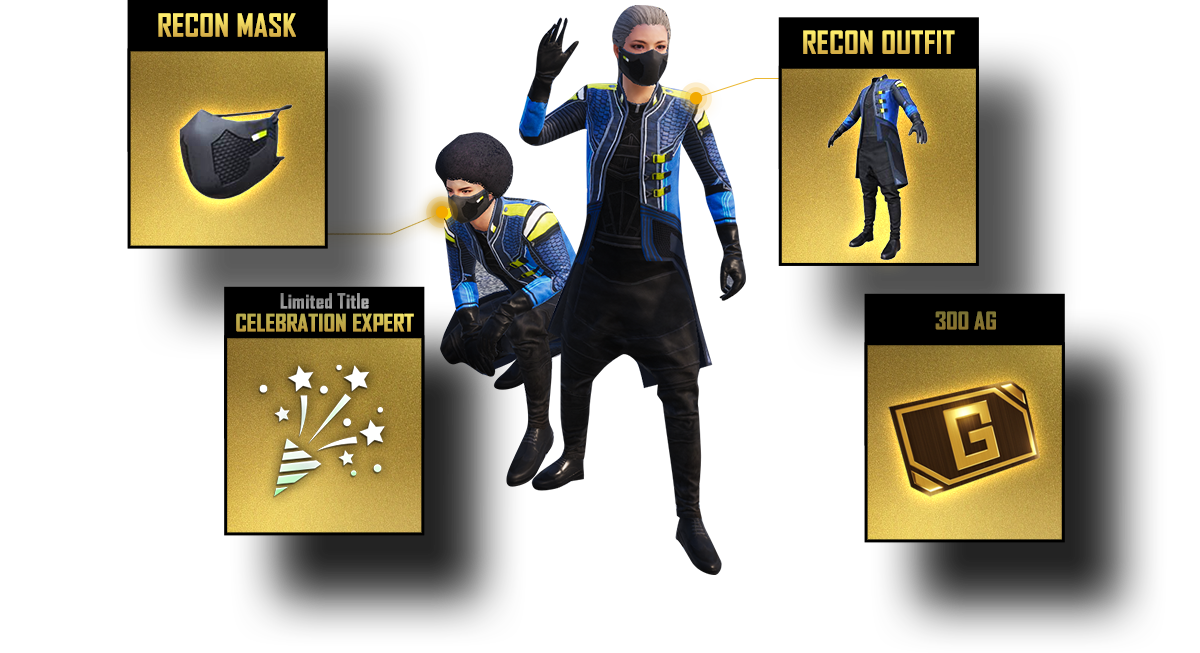 RECON MASK
RECON OUTFIT
Limited Title
CELEBRATION EXPERT
300 AG
G